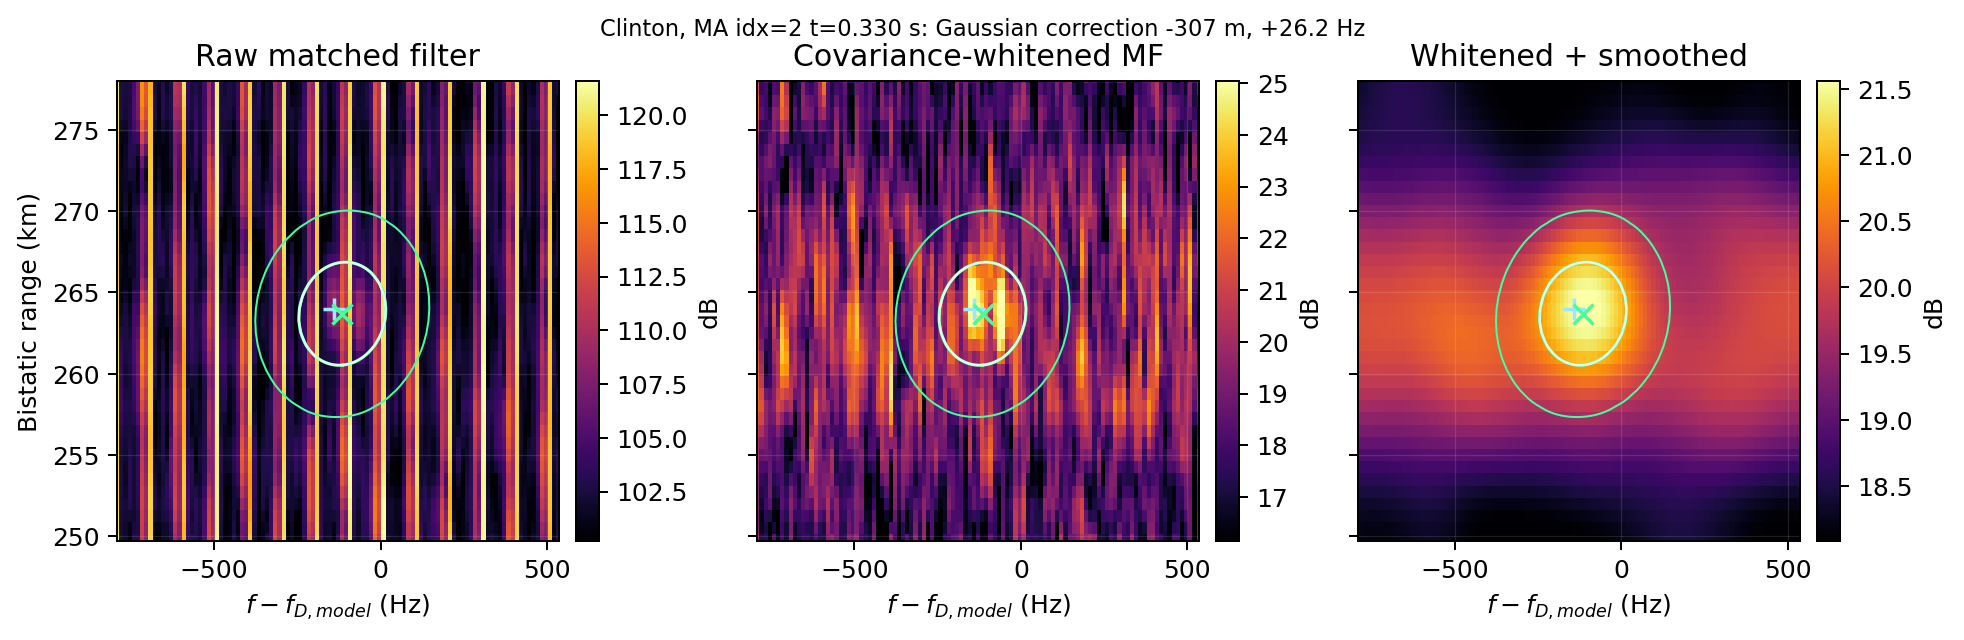 Clinton, MA idx=2 t=0.330 s: Gaussian correction -307 m, +26.2 Hz
Raw matched filter
Covariance-whitened MF
Whitened + smoothed
Bistatic range (km)
275
270
265
260
255
250
−500 0 500
f − f_{D, model} (Hz)
120.0
117.5
115.0
112.5
110.0
107.5
105.0
102.5
dB
−500 0 500
f − f_{D, model} (Hz)
25
24
23
22
21
20
19
18
17
dB
−500 0 500
f − f_{D, model} (Hz)
21.5
21.0
20.5
20.0
19.5
19.0
18.5
dB